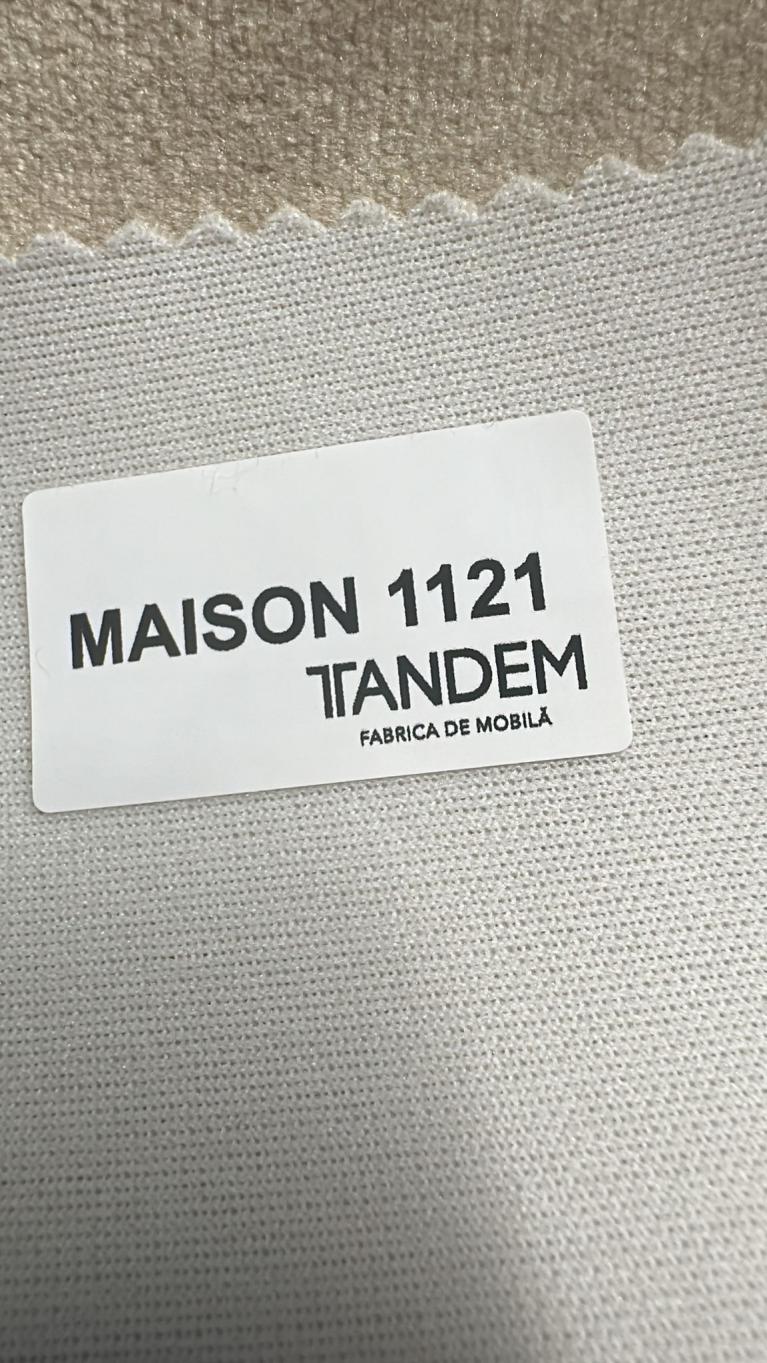 MAISON 1121
TANDEM
FABRICA DE MOBILĂ